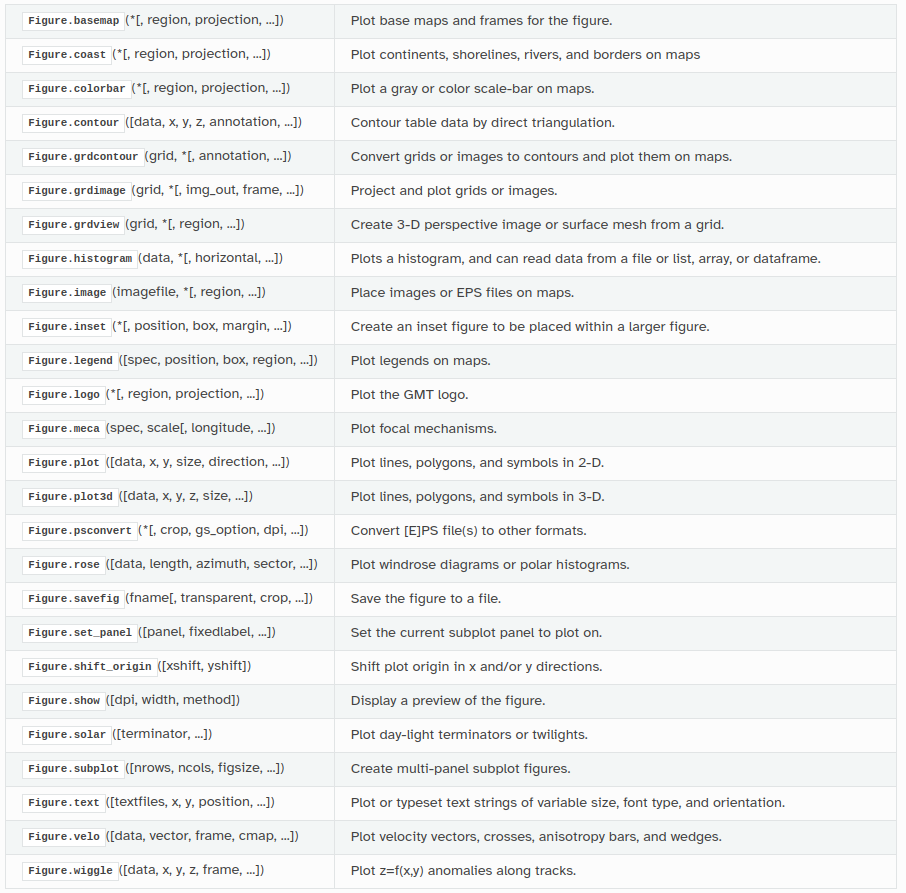 Figure.basemap(*[, region, projection, ...]) Plot base maps and frames for the figure.
Figure.coast(*[, region, projection, ...]) Plot continents, shorelines, rivers, and borders on maps
Figure.colorbar(*[, region, projection, ...]) Plot a gray or color scale-bar on maps.
Figure.contour([data, x, y, z, annotation, ...]) Contour table data by direct triangulation.
Figure.grdcontour(grid, *[, annotation, ...]) Convert grids or images to contours and plot them on maps.
Figure.grdimage(grid, *[, img_out, frame, ...]) Project and plot grids or images.
Figure.grdview(grid, *[, region, ...]) Create 3-D perspective image or surface mesh from a grid.
Figure.histogram(data, *[, horizontal, ...]) Plots a histogram, and can read data from a file or list, array, or dataframe.
Figure.image(imagefile, *[, region, ...]) Place images or EPS files on maps.
Figure.inset(*[, position, box, margin, ...]) Create an inset figure to be placed within a larger figure.
Figure.legend([spec, position, box, region, ...]) Plot legends on maps.
Figure.logo(*[, region, projection, ...]) Plot the GMT logo.
Figure.meca(spec, scale[, longitude, ...]) Plot focal mechanisms.
Figure.plot([data, x, y, size, direction, ...]) Plot lines, polygons, and symbols in 2-D.
Figure.plot3d([data, x, y, z, size, ...]) Plot lines, polygons, and symbols in 3-D.
Figure.psconvert(*[, crop, gs_option, dpi, ...]) Convert [E]PS file(s) to other formats.
Figure.rose([data, length, azimuth, sector, ...]) Plot windrose diagrams or polar histograms.
Figure.savefig(fname[, transparent, crop, ...]) Save the figure to a file.
Figure.set_panel([panel, fixedlabel, ...]) Set the current subplot panel to plot on.
Figure.shift_origin([xshift, yshift]) Shift plot origin in x and/or y directions.
Figure.show([dpi, width, method]) Display a preview of the figure.
Figure.solar([terminator, ...]) Plot day-light terminators or twilights.
Figure.subplot([nrows, ncols, figsize, ...]) Create multi-panel subplot figures.
Figure.text([textfiles, x, y, position, ...]) Plot or typeset text strings of variable size, font type, and orientation.
Figure.velo([data, vector, frame, cmap, ...]) Plot velocity vectors, crosses, anisotropy bars, and wedges.
Figure.wiggle([data, x, y, z, frame, ...]) Plot z=f(x,y) anomalies along tracks.